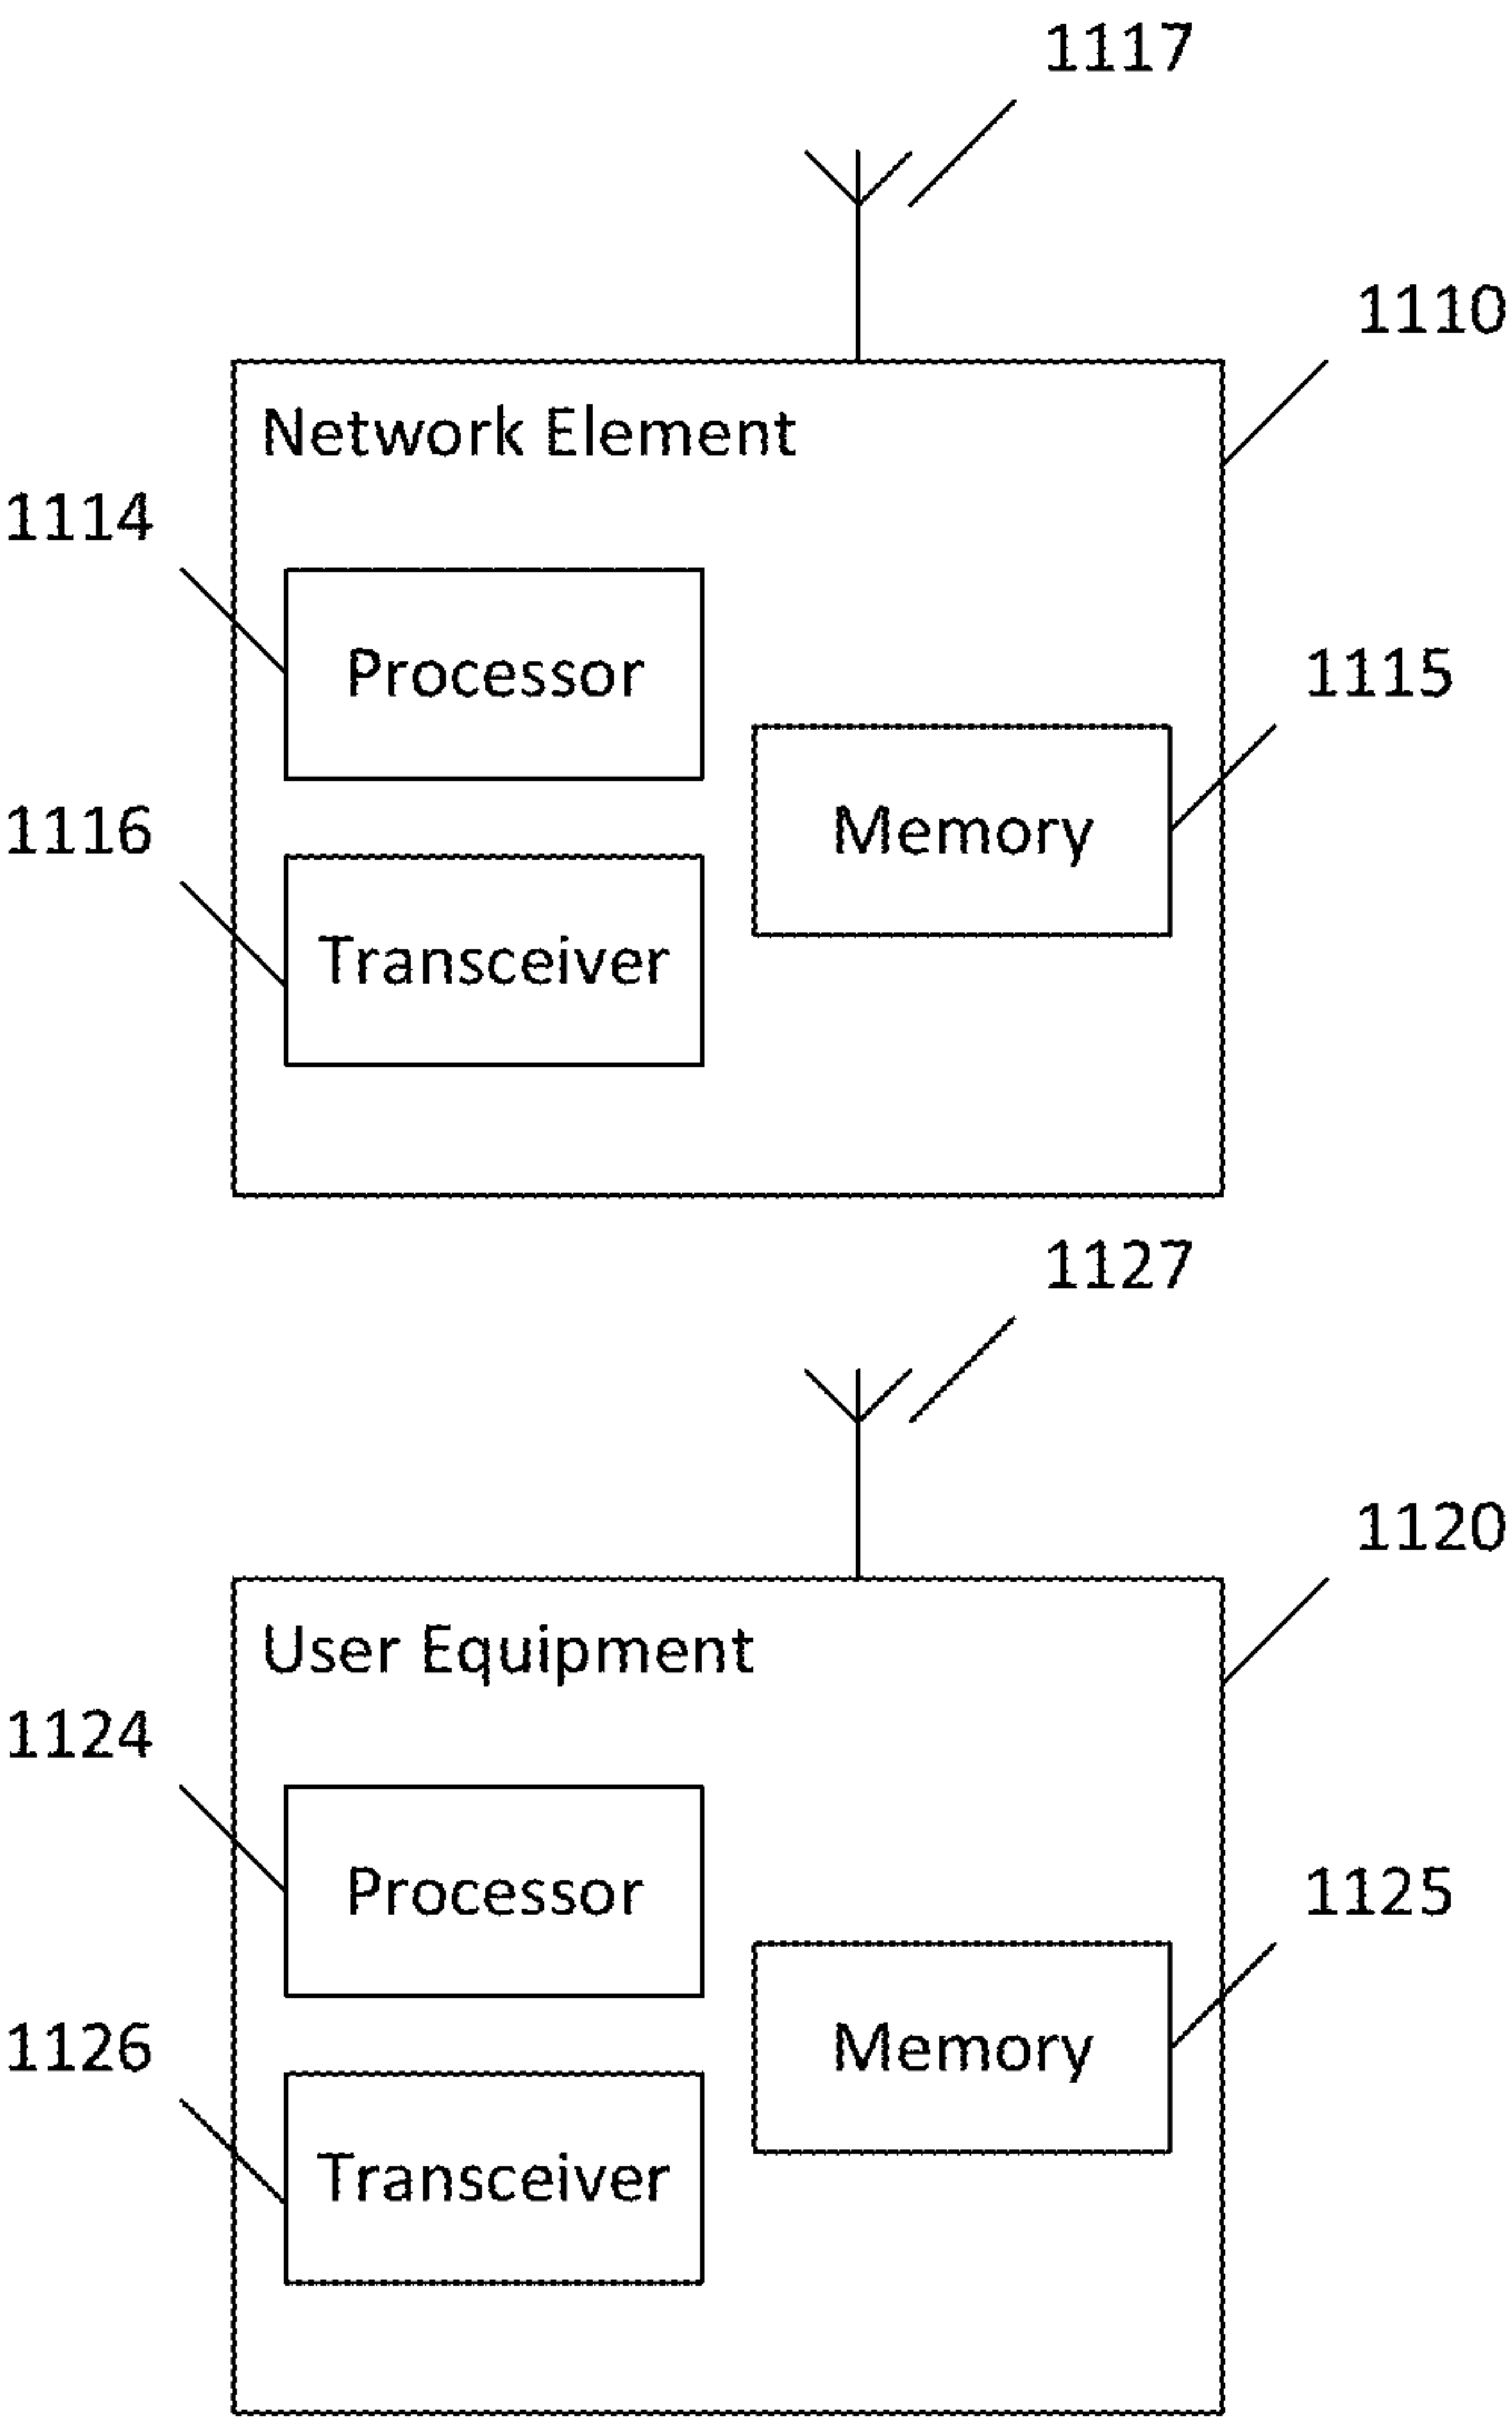 1117
1110
Network Element
1114
Processor
1115
1116
Memory
Transceiver
1127
1120
User Equipment
1124
Processor
1125
1126
Memory
Transceiver